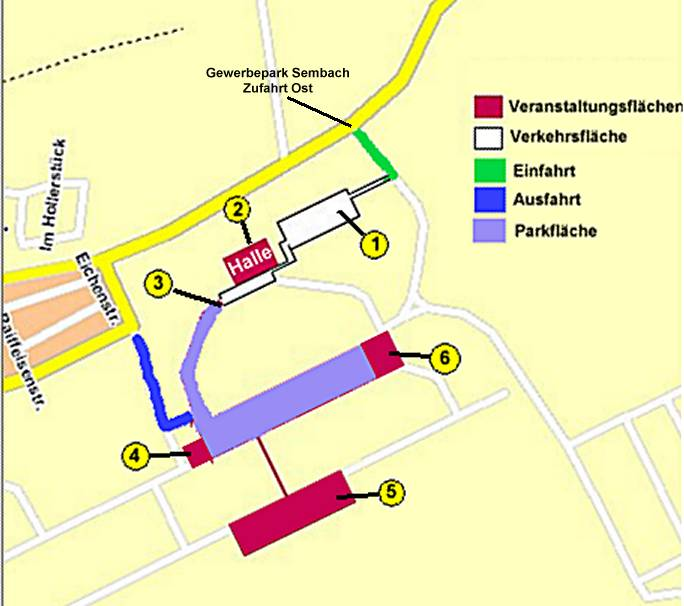 Gewerbepark Sembach
Zufahrt Ost
Veranstaltungsflächen
Verkehrsfläche
Einfahrt
Ausfahrt
Parkfläche
Im Hollerstück
2
1
Halle
Eichenstr.
3
Raiffeisenstr.
6
4
5